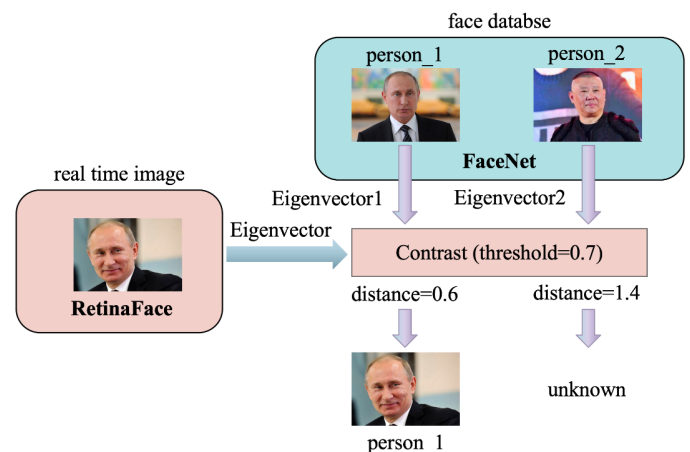 face databse
person_1
person_2
FaceNet
real time image
RetinaFace
Eigenvector
Eigenvector1
Eigenvector2
Contrast (threshold=0.7)
distance=0.6
distance=1.4
unknown
person_1